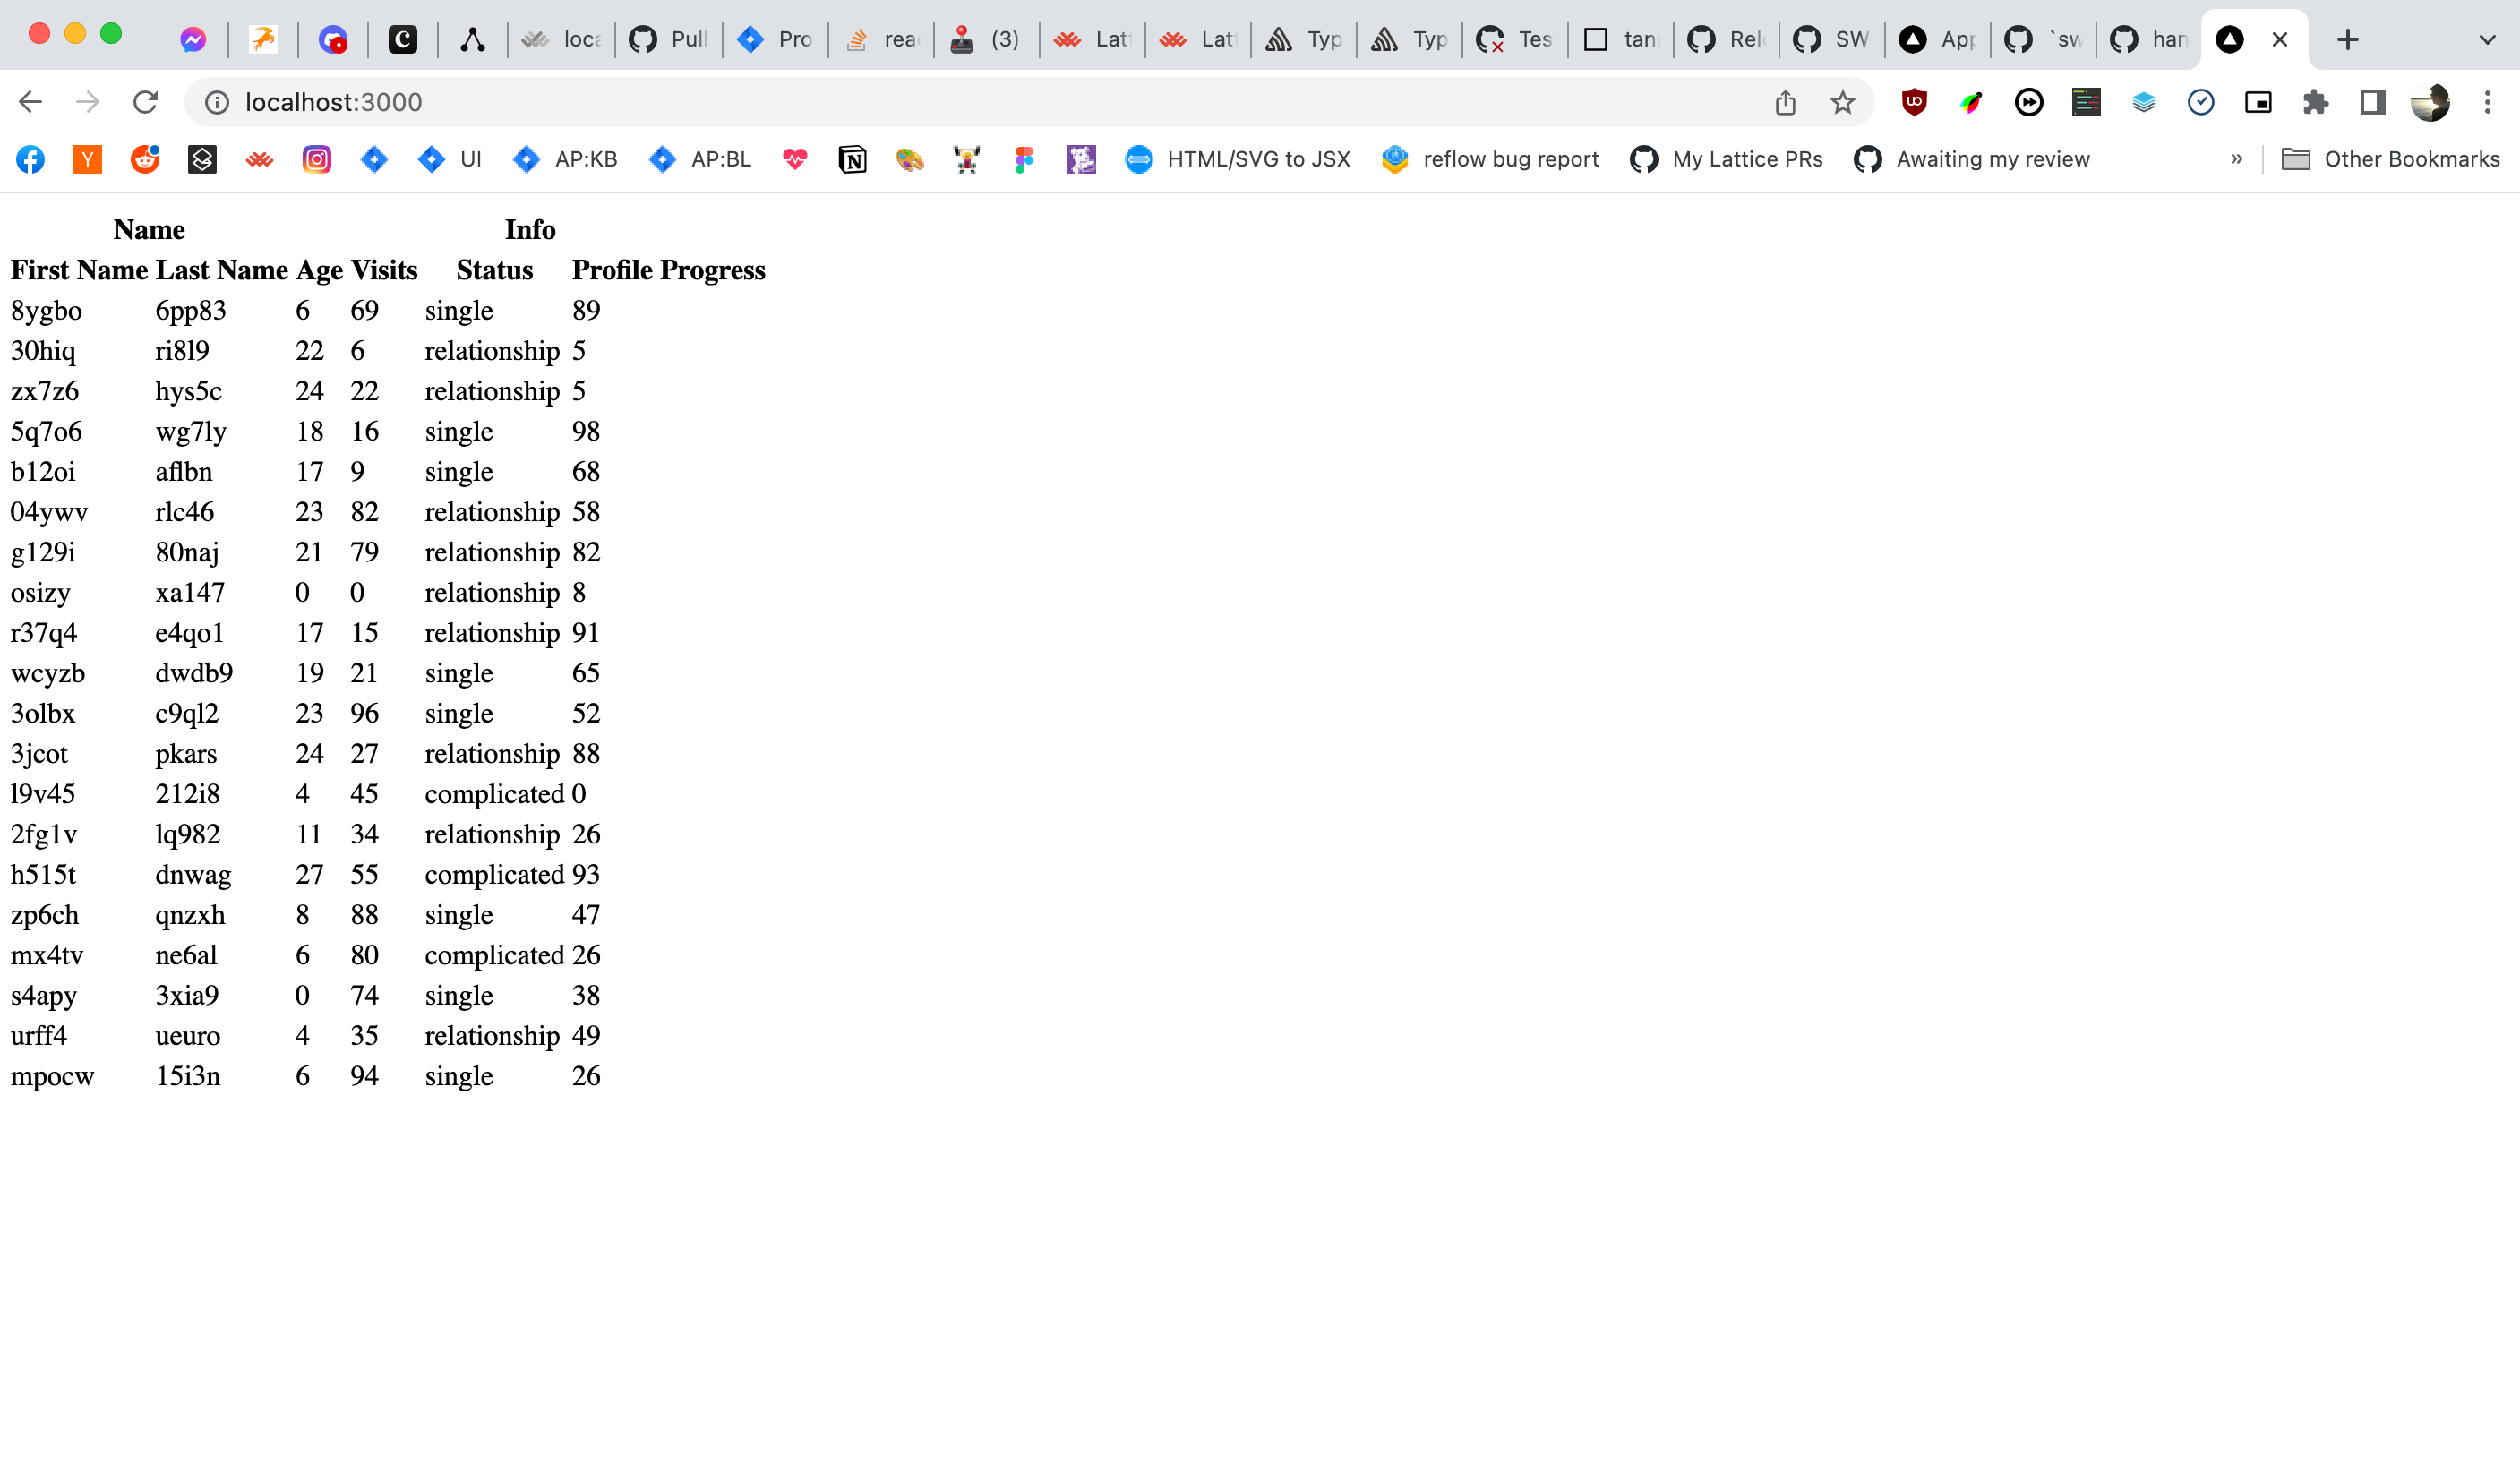 loca Pull Pro rea (3) Lat Lat Typ Typ Tes tan Rel SW App `sw han
localhost:3000
UI AP:KB AP:BL HTML/SVG to JSX reflow bug report My Lattice PRs Awaiting my review » Other Bookmarks
Name Info
First Name Last Name Age Visits Status Profile Progress
8ygbo 6pp83 6 69 single 89
30hiq ri8l9 22 6 relationship 5
zx7z6 hys5c 24 22 relationship 5
5q7o6 wg7ly 18 16 single 98
b12oi aflbn 17 9 single 68
04ywv rlc46 23 82 relationship 58
g129i 80naj 21 79 relationship 82
osizy xa147 0 0 relationship 8
r37q4 e4qo1 17 15 relationship 91
wcyzb dwdb9 19 21 single 65
3olbx c9ql2 23 96 single 52
3jcot pkars 24 27 relationship 88
l9v45 212i8 4 45 complicated 0
2fg1v lq982 11 34 relationship 26
h515t dnwag 27 55 complicated 93
zp6ch qnzxh 8 88 single 47
mx4tv ne6al 6 80 complicated 26
s4apy 3xia9 0 74 single 38
urff4 ueuro 4 35 relationship 49
mpocw 15i3n 6 94 single 26